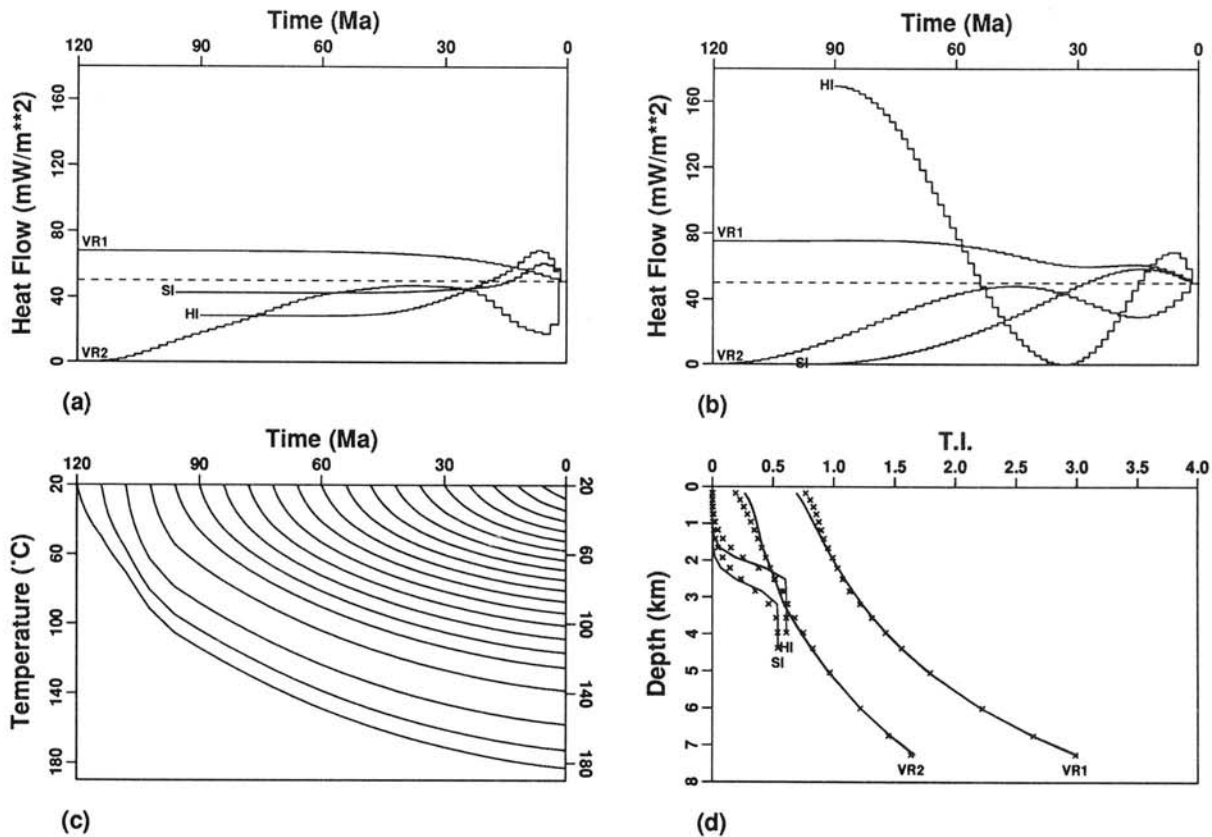 Time (Ma)
120 90 60 30 0
Heat Flow (mW/m**2)
160
120
80
40
0
VR1
SI
HI
VR2
(a)
Time (Ma)
120 90 60 30 0
Heat Flow (mW/m**2)
160
120
80
40
0
HI
VR1
VR2
SI
(b)
Time (Ma)
120 90 60 30 0
Temperature (°C)
20
60
100
140
180
20
60
100
140
180
(c)
T.I.
0 0.5 1.0 1.5 2.0 2.5 3.0 3.5 4.0
Depth (km)
0
1
2
3
4
5
6
7
8
HI
SI
VR2
VR1
(d)